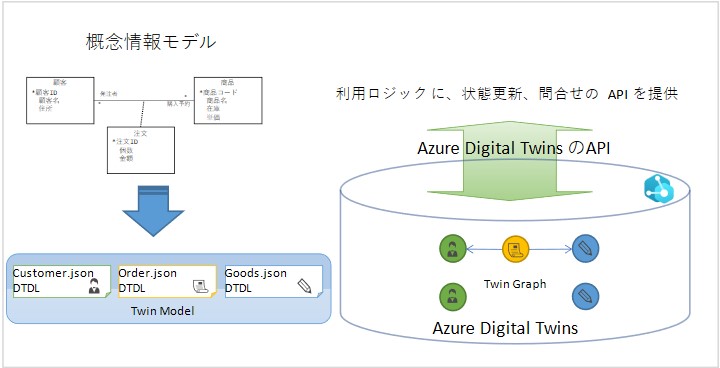 概念情報モデル
顧客
*顧客ID
顧客名
住所
発注者
*
*
購入予約
商品
*商品コード
商品名
在庫
単価
注文
*注文ID
個数
金額
Customer.json
DTDL
Order.json
DTDL
Goods.json
DTDL
Twin Model
利用ロジックに、状態更新、問合せの API を提供
Azure Digital Twins のAPI
Twin Graph
Azure Digital Twins